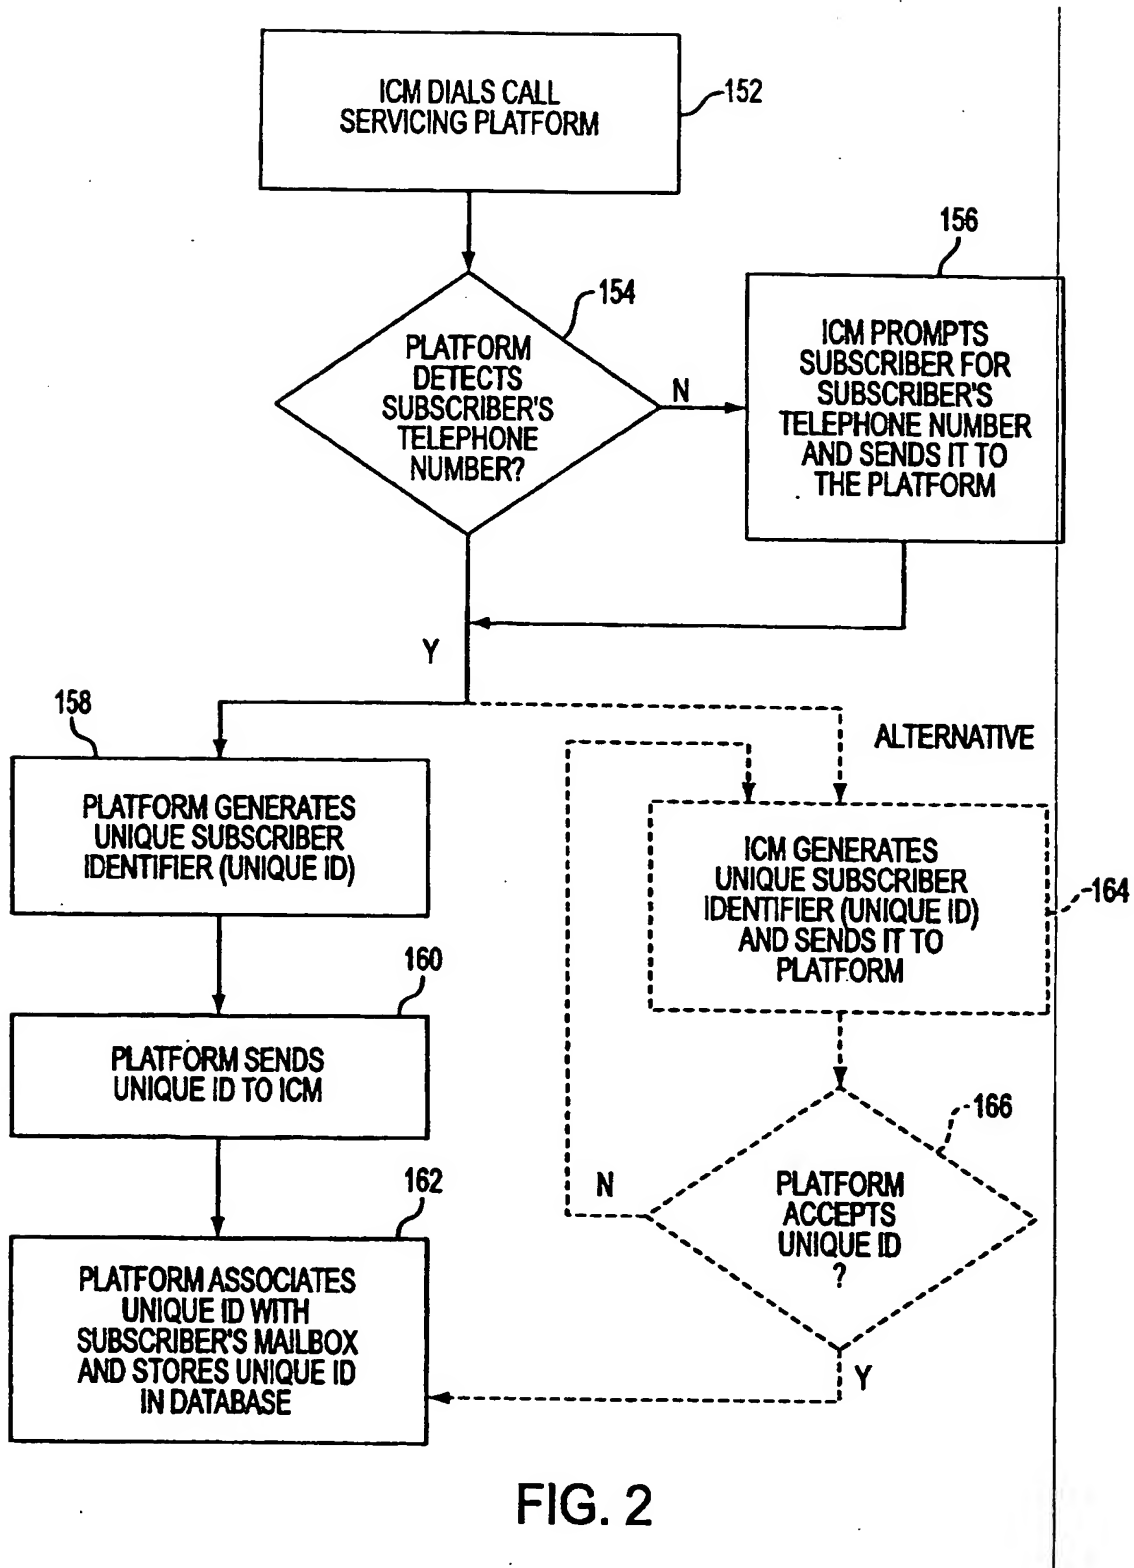 ICM DIALS CALL
SERVICING PLATFORM
152
156
154
PLATFORM
DETECTS
SUBSCRIBER'S
TELEPHONE
NUMBER?
N
ICM PROMPTS
SUBSCRIBER FOR
SUBSCRIBER'S
TELEPHONE NUMBER
AND SENDS IT TO
THE PLATFORM
Y
158
ALTERNATIVE
PLATFORM GENERATES
UNIQUE SUBSCRIBER
IDENTIFIER (UNIQUE ID)
ICM GENERATES
UNIQUE SUBSCRIBER
IDENTIFIER (UNIQUE ID)
AND SENDS IT TO
PLATFORM
164
160
PLATFORM SENDS
UNIQUE ID TO ICM
166
162
N
PLATFORM
ACCEPTS
UNIQUE ID
?
PLATFORM ASSOCIATES
UNIQUE ID WITH
SUBSCRIBER'S MAILBOX
AND STORES UNIQUE ID
IN DATABASE
Y
FIG. 2